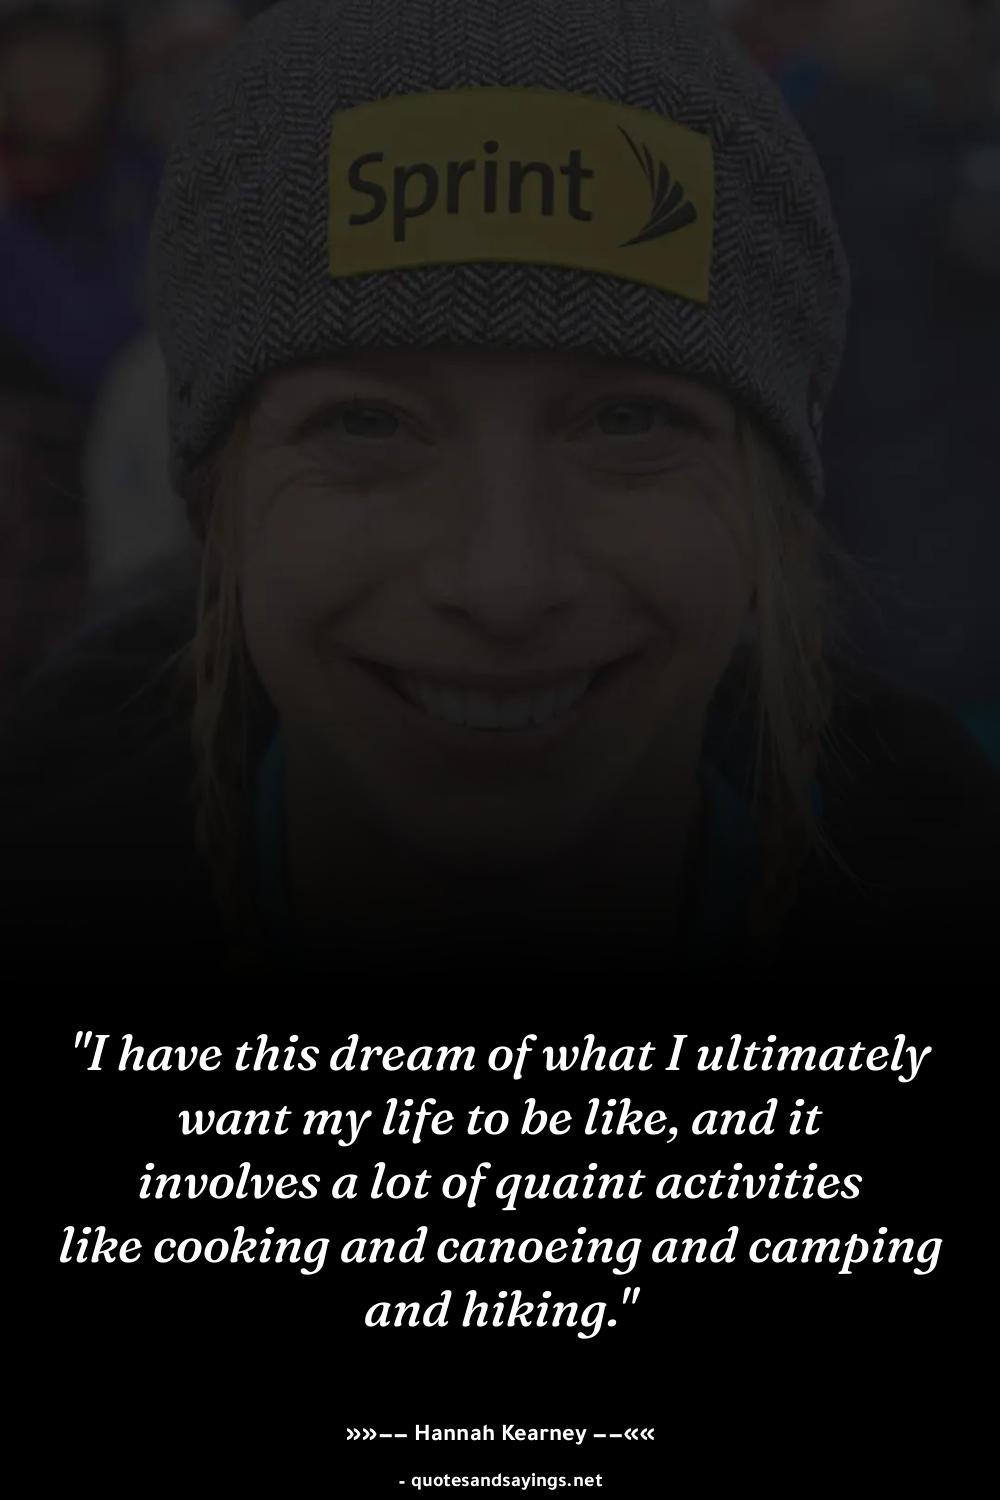 Sprint
"I have this dream of what I ultimately
want my life to be like, and it
involves a lot of quaint activities
like cooking and canoeing and camping
and hiking."
»»−− Hannah Kearney −−««
- quotesandsayings.net